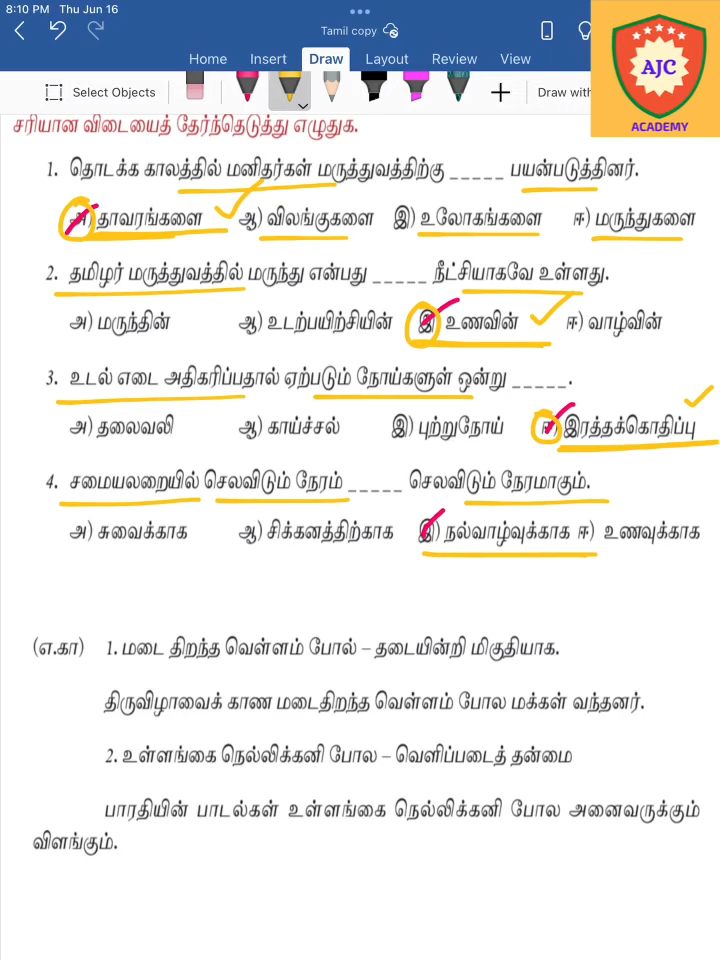 8:10 PM Thu Jun 16
Tamil copy
Home Insert Draw Layout Review View
Select Objects
Draw with
AJC
ACADEMY
சரியான விடையைத் தேர்ந்தெடுத்து எழுதுக.
1. தொடக்க காலத்தில் மனிதர்கள் மருத்துவத்திற்கு _____ பயன்படுத்தினர்.
அ) தாவரங்களை ஆ) விலங்குகளை இ) உலோகங்களை ஈ) மருந்துகளை
2. தமிழர் மருத்துவத்தில் மருந்து என்பது _____ நீட்சியாகவே உள்ளது.
அ) மருந்தின் ஆ) உடற்பயிற்சியின் இ) உணவின் ஈ) வாழ்வின்
3. உடல் எடை அதிகரிப்பதால் ஏற்படும் நோய்களுள் ஒன்று _____.
அ) தலைவலி ஆ) காய்ச்சல் இ) புற்றுநோய் ஈ) இரத்தக்கொதிப்பு
4. சமையலறையில் செலவிடும் நேரம் _____ செலவிடும் நேரமாகும்.
அ) சுவைக்காக ஆ) சிக்கனத்திற்காக இ) நல்வாழ்வுக்காக ஈ) உணவுக்காக
(எ.கா) 1. மடை திறந்த வெள்ளம் போல் – தடையின்றி மிகுதியாக.
திருவிழாவைக் காண மடைதிறந்த வெள்ளம் போல மக்கள் வந்தனர்.
2. உள்ளங்கை நெல்லிக்கனி போல – வெளிப்படைத் தன்மை
பாரதியின் பாடல்கள் உள்ளங்கை நெல்லிக்கனி போல அனைவருக்கும்
விளங்கும்.